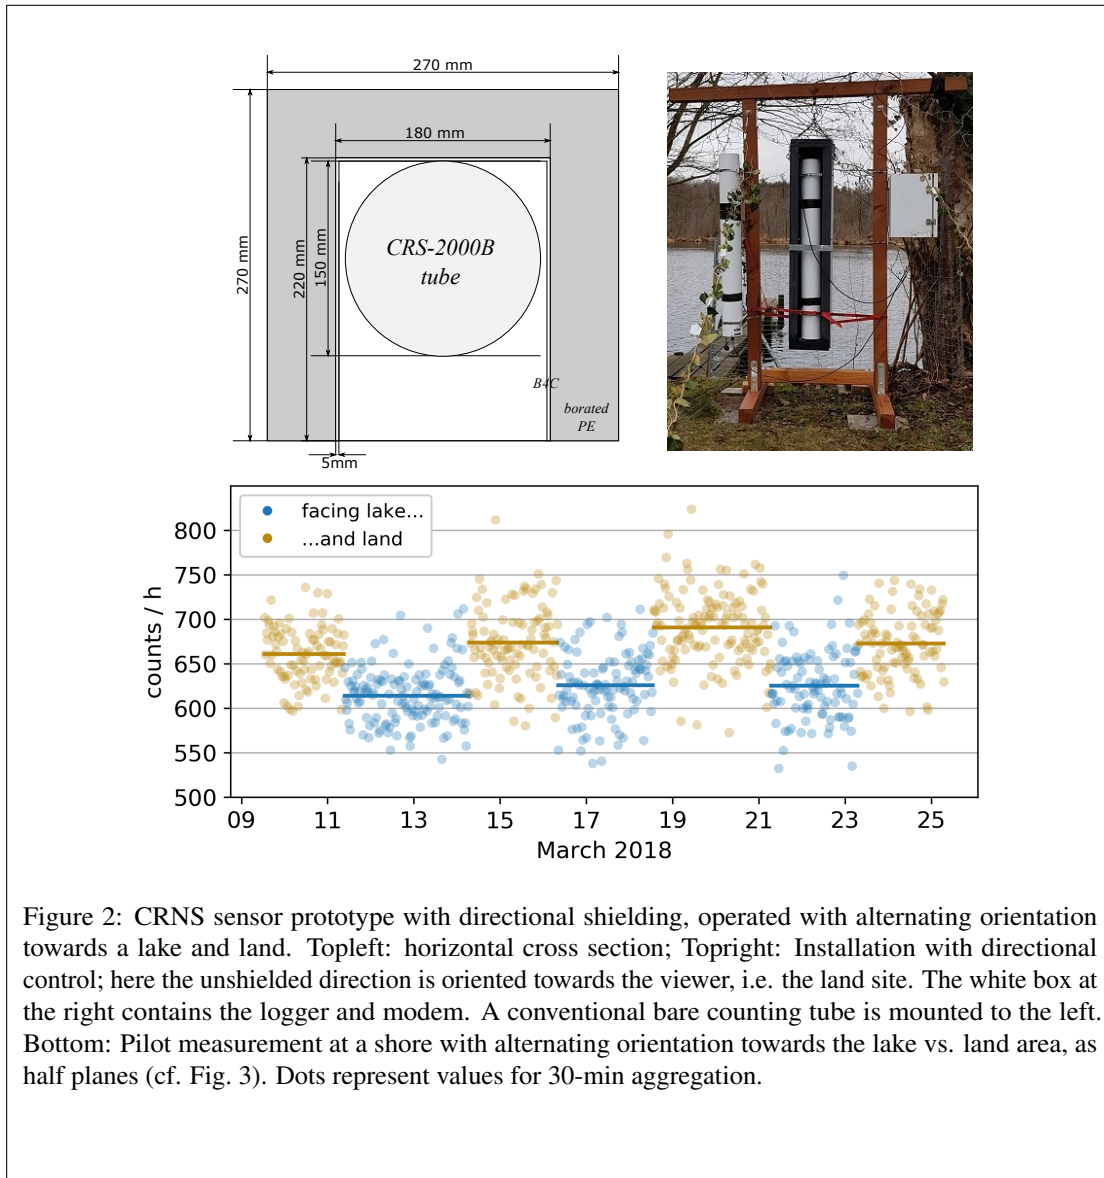 270 mm
180 mm
270 mm
220 mm
150 mm
CRS-2000B
tube
B4C
borated
PE
5mm
facing lake...
...and land
counts / h
800
750
700
650
600
550
500
09 11 13 15 17 19 21 23 25
March 2018
Figure 2: CRNS sensor prototype with directional shielding, operated with alternating orientation
towards a lake and land. Topleft: horizontal cross section; Topright: Installation with directional
control; here the unshielded direction is oriented towards the viewer, i.e. the land site. The white box at
the right contains the logger and modem. A conventional bare counting tube is mounted to the left.
Bottom: Pilot measurement at a shore with alternating orientation towards the lake vs. land area, as
half planes (cf. Fig. 3). Dots represent values for 30-min aggregation.